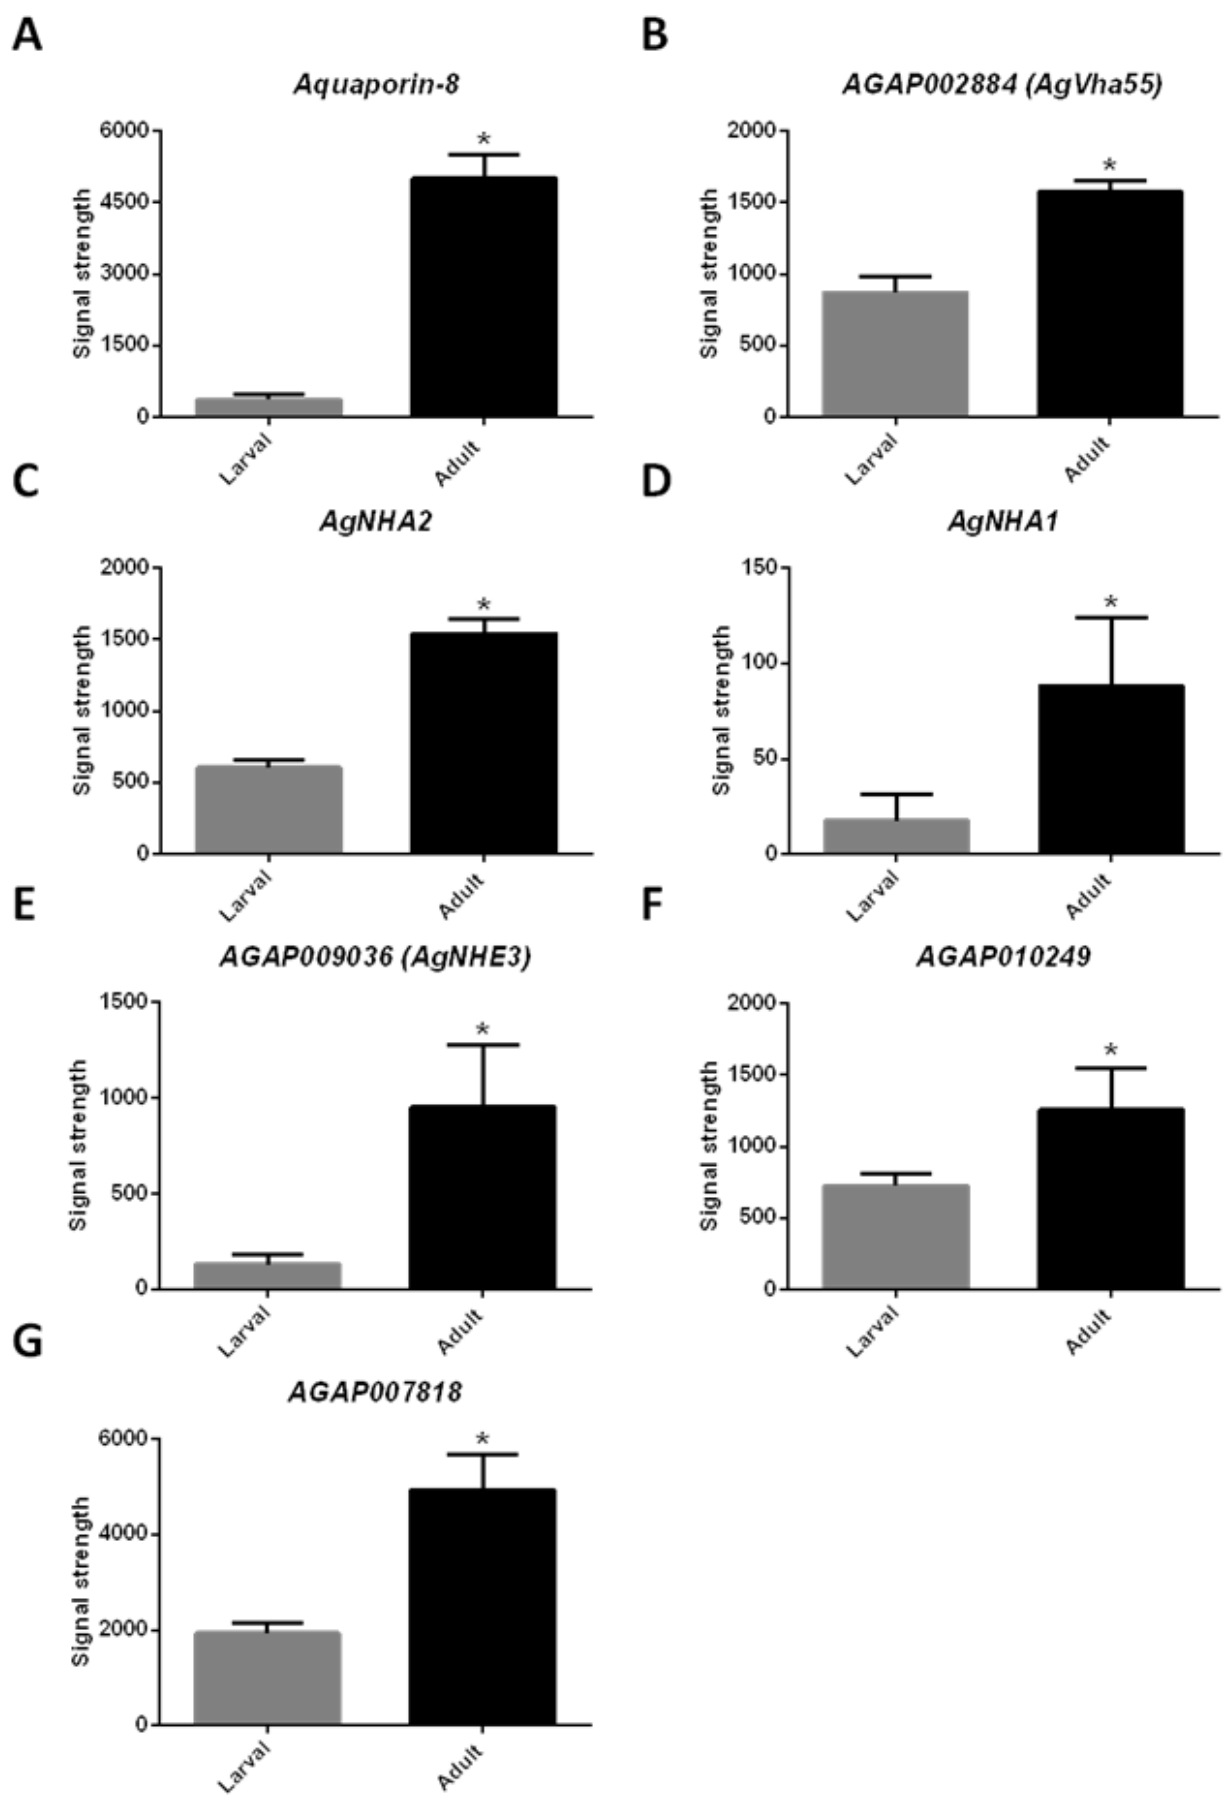 A
Aquaporin-8
6000
4500
3000
1500
0
Signal strength
*
Larval
Adult
B
AGAP002884 (AgVha55)
2000
1500
1000
500
0
Signal strength
*
Larval
Adult
C
AgNHA2
2000
1500
1000
500
0
Signal strength
*
Larval
Adult
D
AgNHA1
150
100
50
0
Signal strength
*
Larval
Adult
E
AGAP009036 (AgNHE3)
1500
1000
500
0
Signal strength
*
Larval
Adult
F
AGAP010249
2000
1500
1000
500
0
Signal strength
*
Larval
Adult
G
AGAP007818
6000
4000
2000
0
Signal strength
*
Larval
Adult